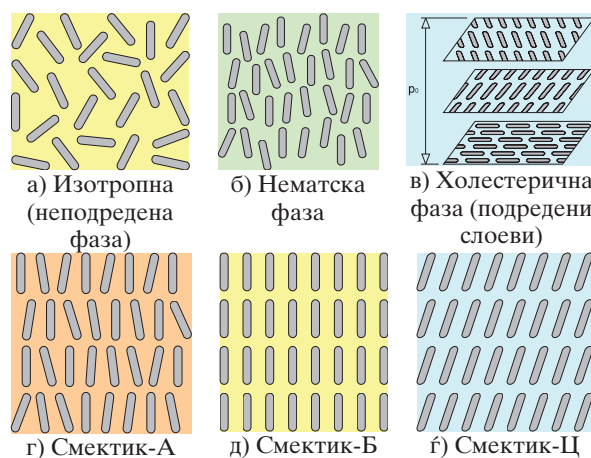 p₀
а) Изотропна
(неподредена
фаза)
б) Нематска
фаза
в) Холестерична
фаза (подредени
слоеви)
г) Смектик-А
д) Смектик-Б
ѓ) Смектик-Ц